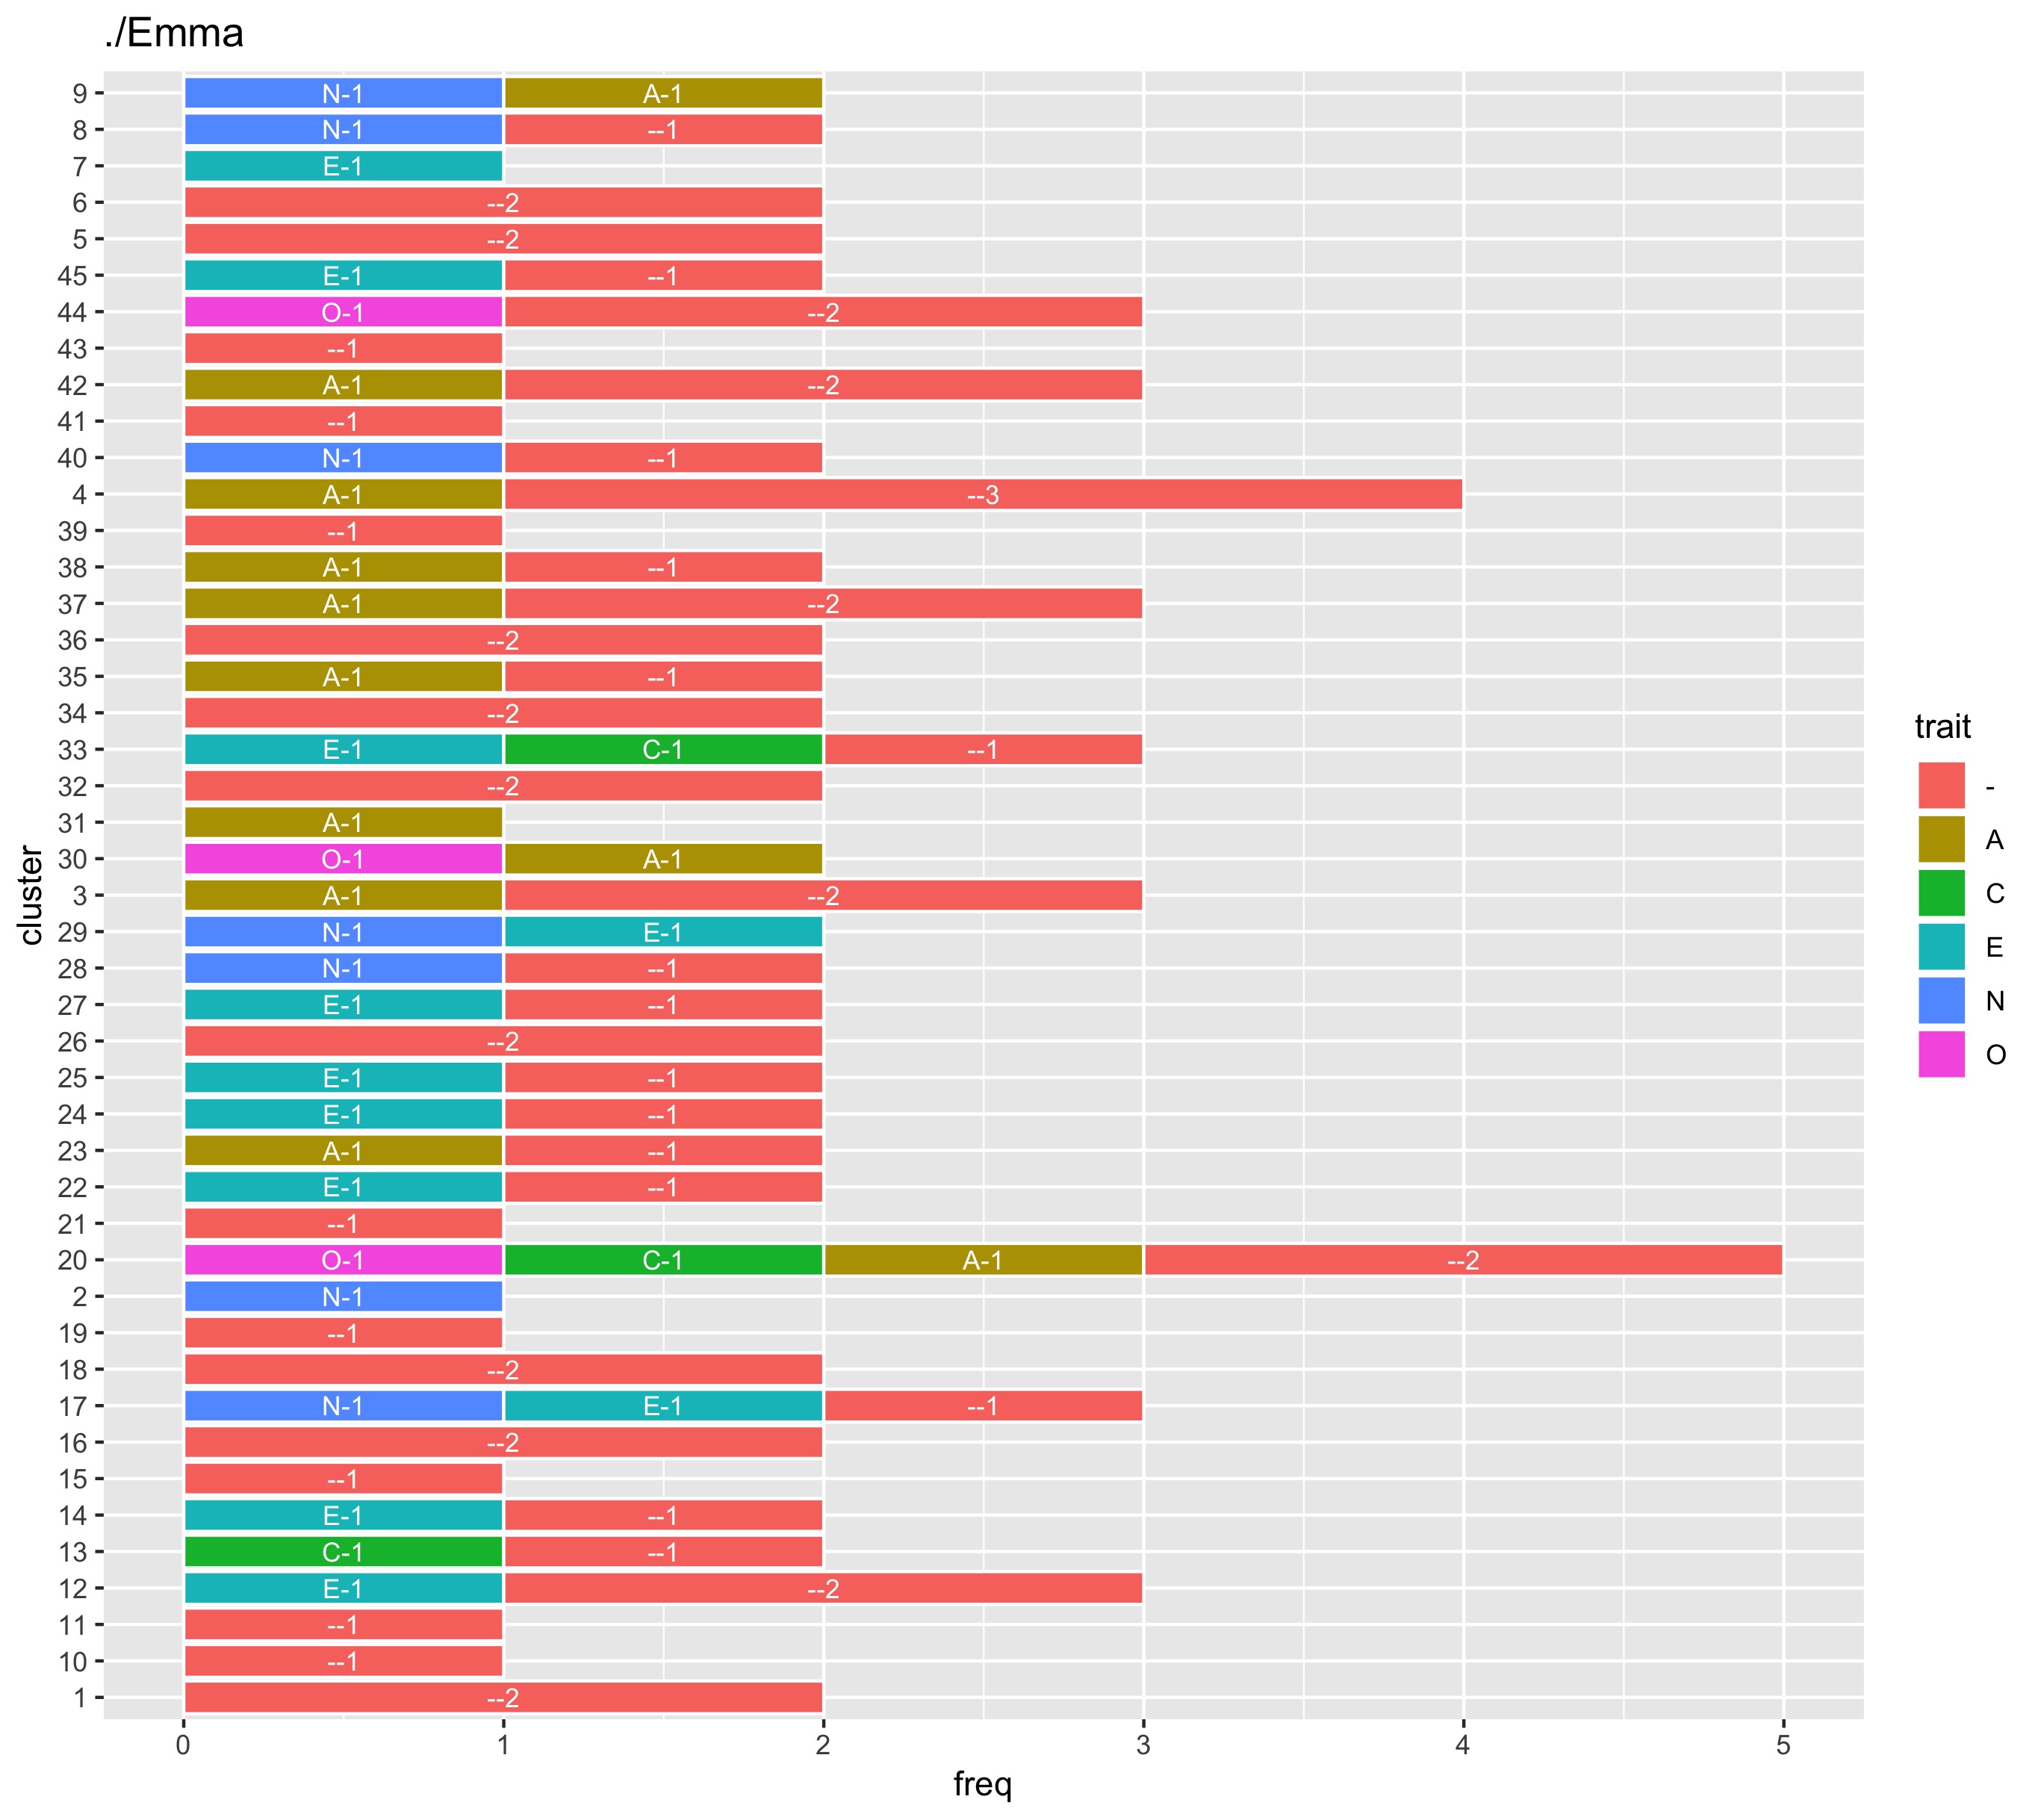 ./Emma
9 N-1 A-1
8 N-1 --1
7 E-1
6 --2
5 --2
45 E-1 --1
44 O-1 --2
43 --1
42 A-1 --2
41 --1
40 N-1 --1
4 A-1 --3
39 --1
38 A-1 --1
37 A-1 --2
36 --2
35 A-1 --1
34 --2
33 E-1 C-1 --1
32 --2
31 A-1
30 O-1 A-1
3 A-1 --2
29 N-1 E-1
28 N-1 --1
27 E-1 --1
26 --2
25 E-1 --1
24 E-1 --1
23 A-1 --1
22 E-1 --1
21 --1
20 O-1 C-1 A-1 --2
2 N-1
19 --1
18 --2
17 N-1 E-1 --1
16 --2
15 --1
14 E-1 --1
13 C-1 --1
12 E-1 --2
11 --1
10 --1
1 --2
0 1 2 3 4 5
freq
cluster
trait
-
A
C
E
N
O